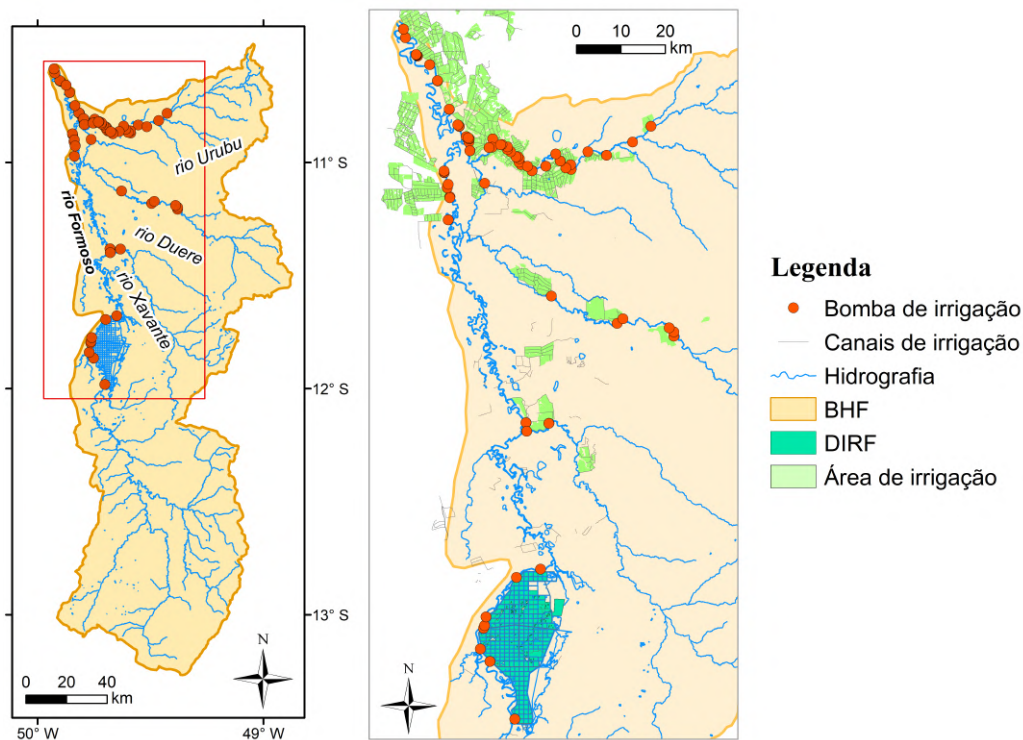 11° S
12° S
13° S
50° W
49° W
rio Urubu
rio Formoso
rio Duere
rio Xavante
N
0 20 40
km
0 10 20
km
N
Legenda
Bomba de irrigação
Canais de irrigação
Hidrografia
BHF
DIRF
Área de irrigação